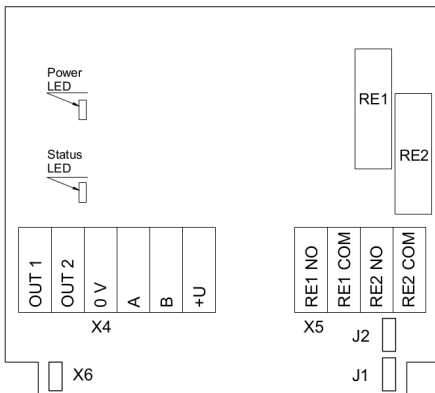 Power
LED
RE1
RE2
Status
LED
OUT 1
OUT 2
0 V
A
B
+U
RE1 NO
RE1 COM
RE2 NO
RE2 COM
X4
X5
J2
X6
J1